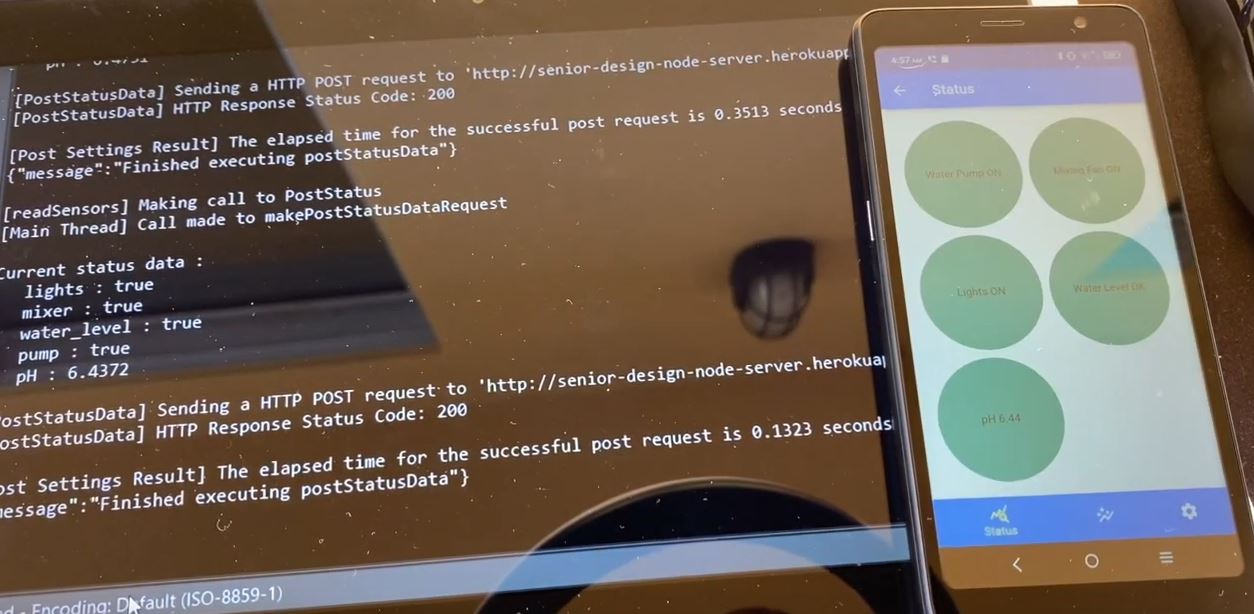 pH : 0.4751
[PostStatusData] Sending a HTTP POST request to 'http://senior-design-node-server.herokuapp
[PostStatusData] HTTP Response Status Code: 200
[Post Settings Result] The elapsed time for the successful post request is 0.3513 seconds
{"message":"Finished executing postStatusData"}
[readSensors] Making call to PostStatus
[Main Thread] Call made to makePostStatusDataRequest
Current status data :
lights : true
mixer : true
water_level : true
pump : true
pH : 6.4372
ostStatusData] Sending a HTTP POST request to 'http://senior-design-node-server.herokuap
ostStatusData] HTTP Response Status Code: 200
ost Settings Result] The elapsed time for the successful post request is 0.1323 seconds
essage":"Finished executing postStatusData"}
d - Encoding: Default (ISO-8859-1)
4:57 AM
Status
Water Pump ON
Mixing Fan ON
Lights ON
Water Level OK
pH 6.44
Status